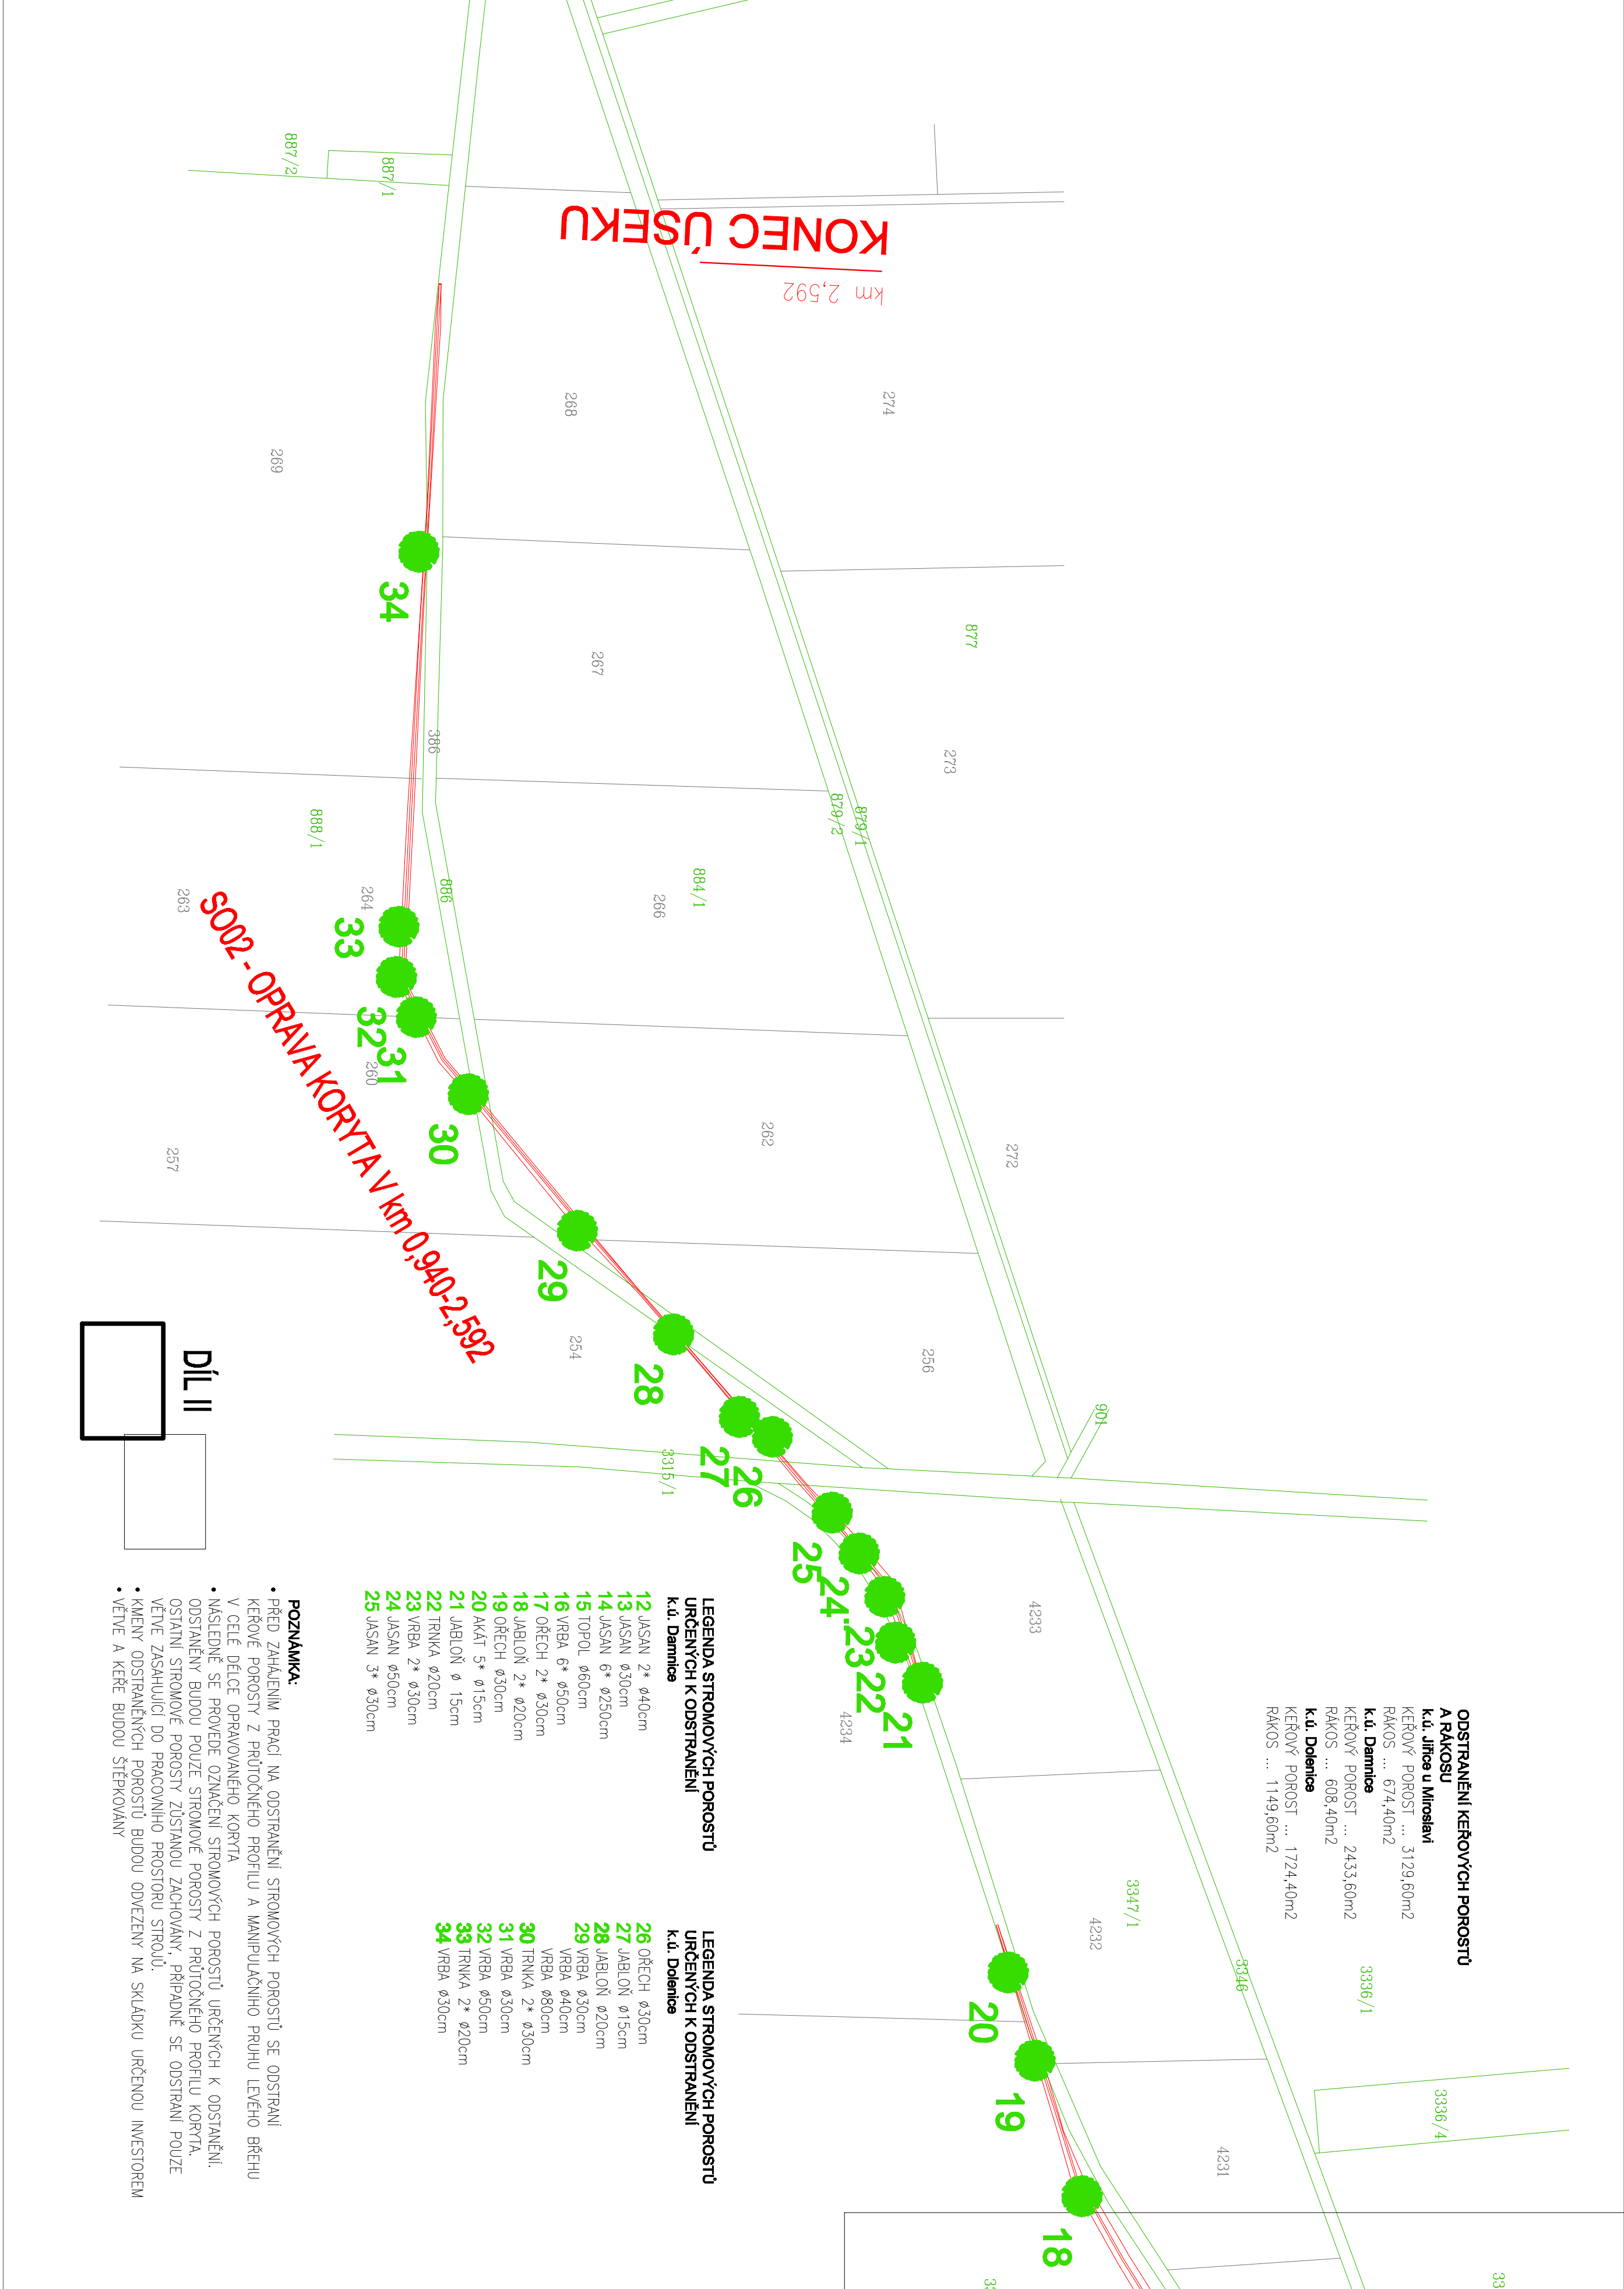 KONEC ÚSEKU
km 2,592
887/2
887/1
268
274
269
34
267
877
386
273
879/2
879/1
888/1
884/1
886
266
264
263
33
32
31
260
30
262
272
257
SO02 - OPRAVA KORYTA V km 0,940-2,592
29
254
28
256
901
27
26
3315/1
25
24
23
22
21
4233
4234
3347/1
4232
3346
3336/1
3336/4
20
19
4231
18
DÍL II
ODSTRANĚNÍ KEŘOVÝCH POROSTŮ
A RÁKOSU
k.ú. Jiřice u Miroslavi
KEŘOVÝ POROST ... 3129,60m2
RÁKOS ... 674,40m2
k.ú. Damnice
KEŘOVÝ POROST ... 2433,60m2
RÁKOS ... 608,40m2
k.ú. Dolenice
KEŘOVÝ POROST ... 1724,40m2
RÁKOS ... 1149,60m2
LEGENDA STROMOVÝCH POROSTŮ
URČENÝCH K ODSTRANĚNÍ
k.ú. Damnice
12 JASAN 2* ø40cm
13 JASAN ø30cm
14 JASAN 6* ø250cm
15 TOPOL ø60cm
16 VRBA 6* ø50cm
17 OŘECH 2* ø30cm
18 JABLOŇ 2* ø20cm
19 OŘECH ø30cm
20 AKÁT 5* ø15cm
21 JABLOŇ ø 15cm
22 TRNKA ø20cm
23 VRBA 2* ø30cm
24 JASAN ø50cm
25 JASAN 3* ø30cm
LEGENDA STROMOVÝCH POROSTŮ
URČENÝCH K ODSTRANĚNÍ
k.ú. Dolenice
26 OŘECH ø30cm
27 JABLOŇ ø15cm
28 JABLOŇ ø20cm
29 VRBA ø30cm
VRBA ø40cm
VRBA ø80cm
30 TRNKA 2* ø30cm
31 VRBA ø30cm
32 VRBA ø50cm
33 TRNKA 2* ø20cm
34 VRBA ø30cm
POZNÁMKA:
• PŘED ZAHÁJENÍM PRACÍ NA ODSTRANĚNÍ STROMOVÝCH POROSTŮ SE ODSTRANÍ
KEŘOVÉ POROSTY Z PRŮTOČNÉHO PROFILU A MANIPULAČNÍHO PRUHU LEVÉHO BŘEHU
V CELÉ DÉLCE OPRAVOVANÉHO KORYTA
• NÁSLEDNĚ SE PROVEDE OZNAČENÍ STROMOVÝCH POROSTŮ URČENÝCH K ODSTANĚNÍ.
ODSTANĚNY BUDOU POUZE STROMOVÉ POROSTY Z PRŮTOČNÉHO PROFILU KORYTA.
OSTATNÍ STROMOVÉ POROSTY ZŮSTANOU ZACHOVÁNY, PŘÍPADNĚ SE ODSTRANÍ POUZE
VĚTVE ZASAHUJÍCÍ DO PRACOVNÍHO PROSTORU STROJŮ.
• KMENY ODSTRANĚNÝCH POROSTŮ BUDOU ODVEZENY NA SKLÁDKU URČENOU INVESTOREM
• VĚTVE A KEŘE BUDOU ŠTĚPKOVÁNY